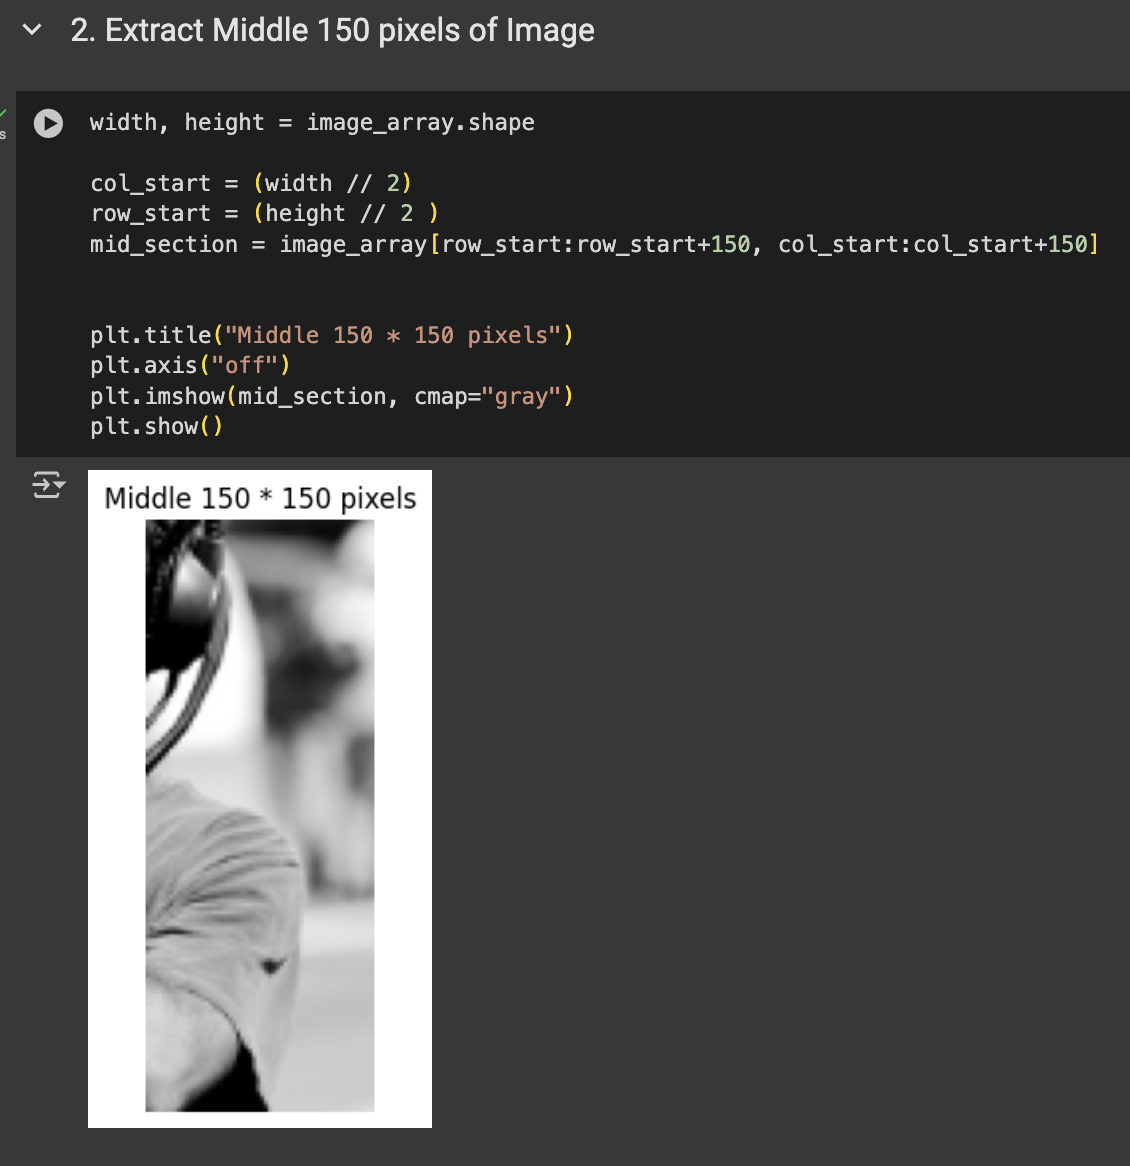 2. Extract Middle 150 pixels of Image
s
width, height = image_array.shape
col_start = (width // 2)
row_start = (height // 2 )
mid_section = image_array[row_start:row_start+150, col_start:col_start+150]
plt.title("Middle 150 * 150 pixels")
plt.axis("off")
plt.imshow(mid_section, cmap="gray")
plt.show()
Middle 150 * 150 pixels